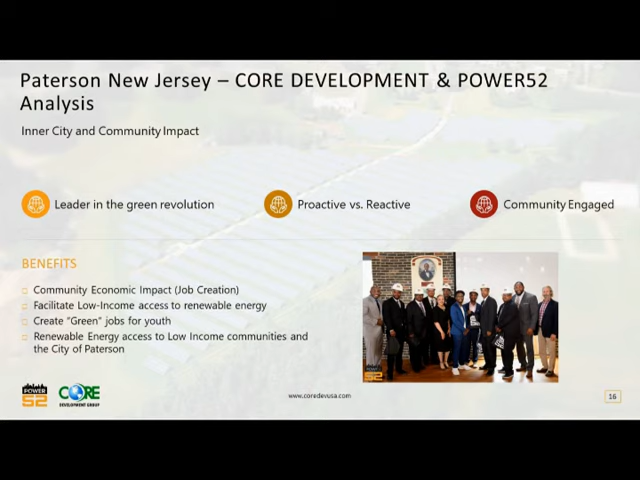 Paterson New Jersey – CORE DEVELOPMENT & POWER52
Analysis
Inner City and Community Impact
Leader in the green revolution
Proactive vs. Reactive
Community Engaged
BENEFITS
Community Economic Impact (Job Creation)
Facilitate Low-Income access to renewable energy
Create "Green" jobs for youth
Renewable Energy access to Low Income communities and
the City of Paterson
POWER
52
CORE
DEVELOPMENT GROUP
www.coredevusa.com
POWER
52
16